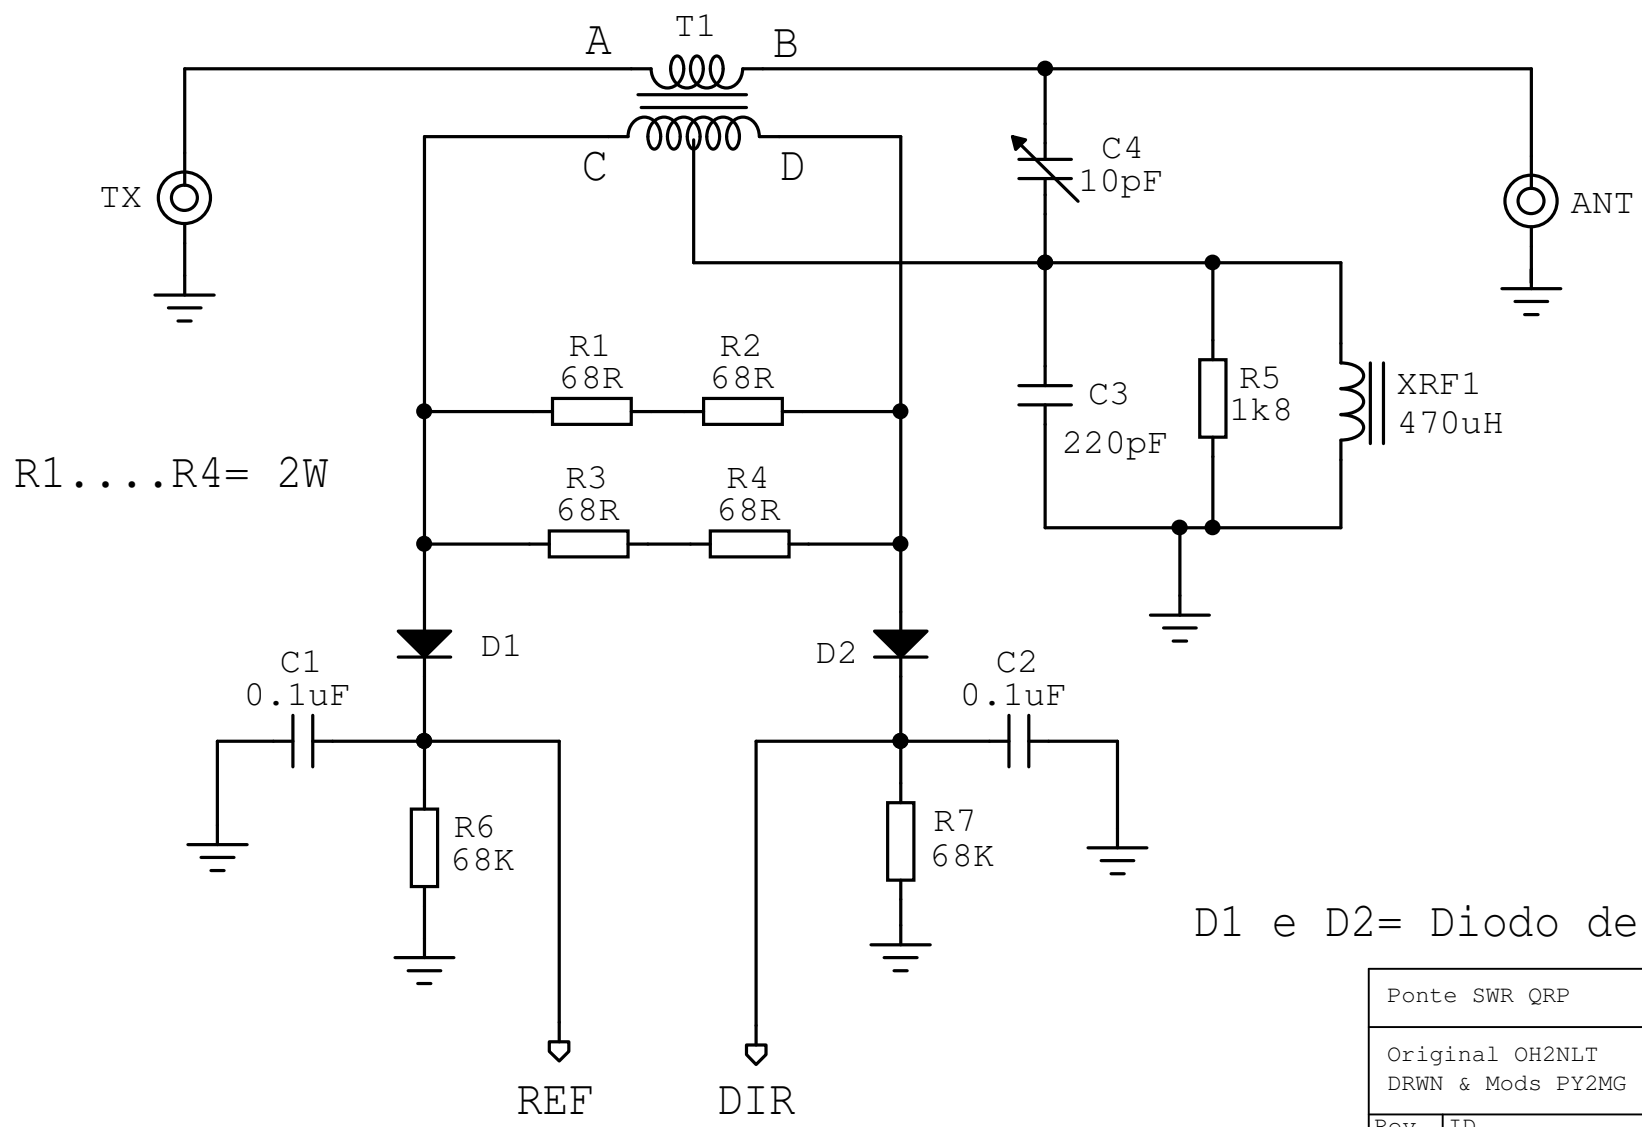 T1
A
B
C
D
C4
10pF
TX
ANT
R1
68R
R2
68R
R5
1k8
XRF1
470uH
C3
220pF
R1....R4= 2W
R3
68R
R4
68R
D1
D2
C1
0.1uF
C2
0.1uF
R6
68K
R7
68K
D1 e D2= Diodo de
Ponte SWR QRP
Original OH2NLT
DRWN & Mods PY2MG
REF
DIR
Rev
ID